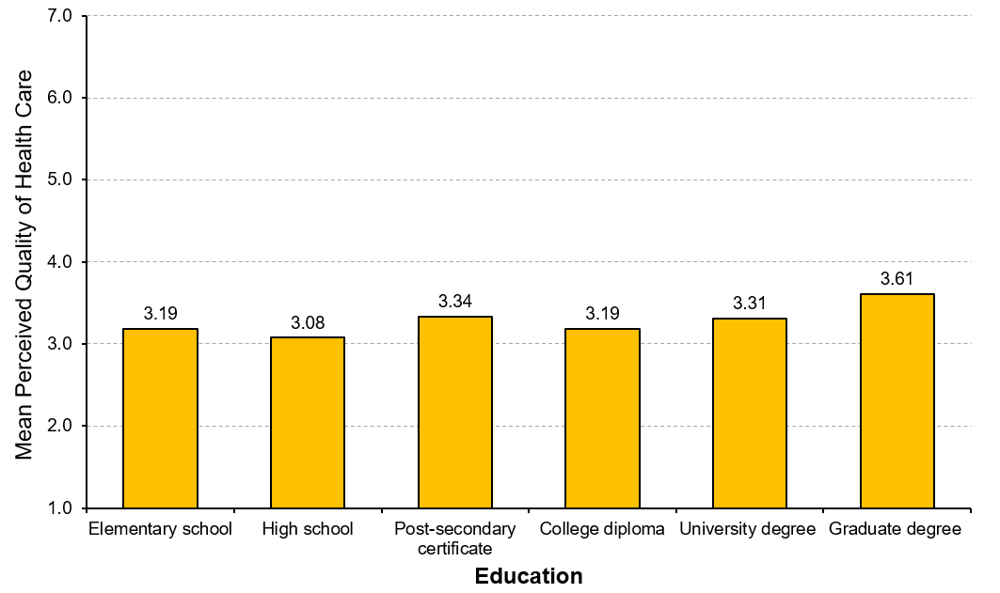 Mean Perceived Quality of Health Care
7.0
6.0
5.0
4.0
3.0
2.0
1.0
3.19
3.08
3.34
3.19
3.31
3.61
Elementary school
High school
Post-secondary
certificate
College diploma
University degree
Graduate degree
Education